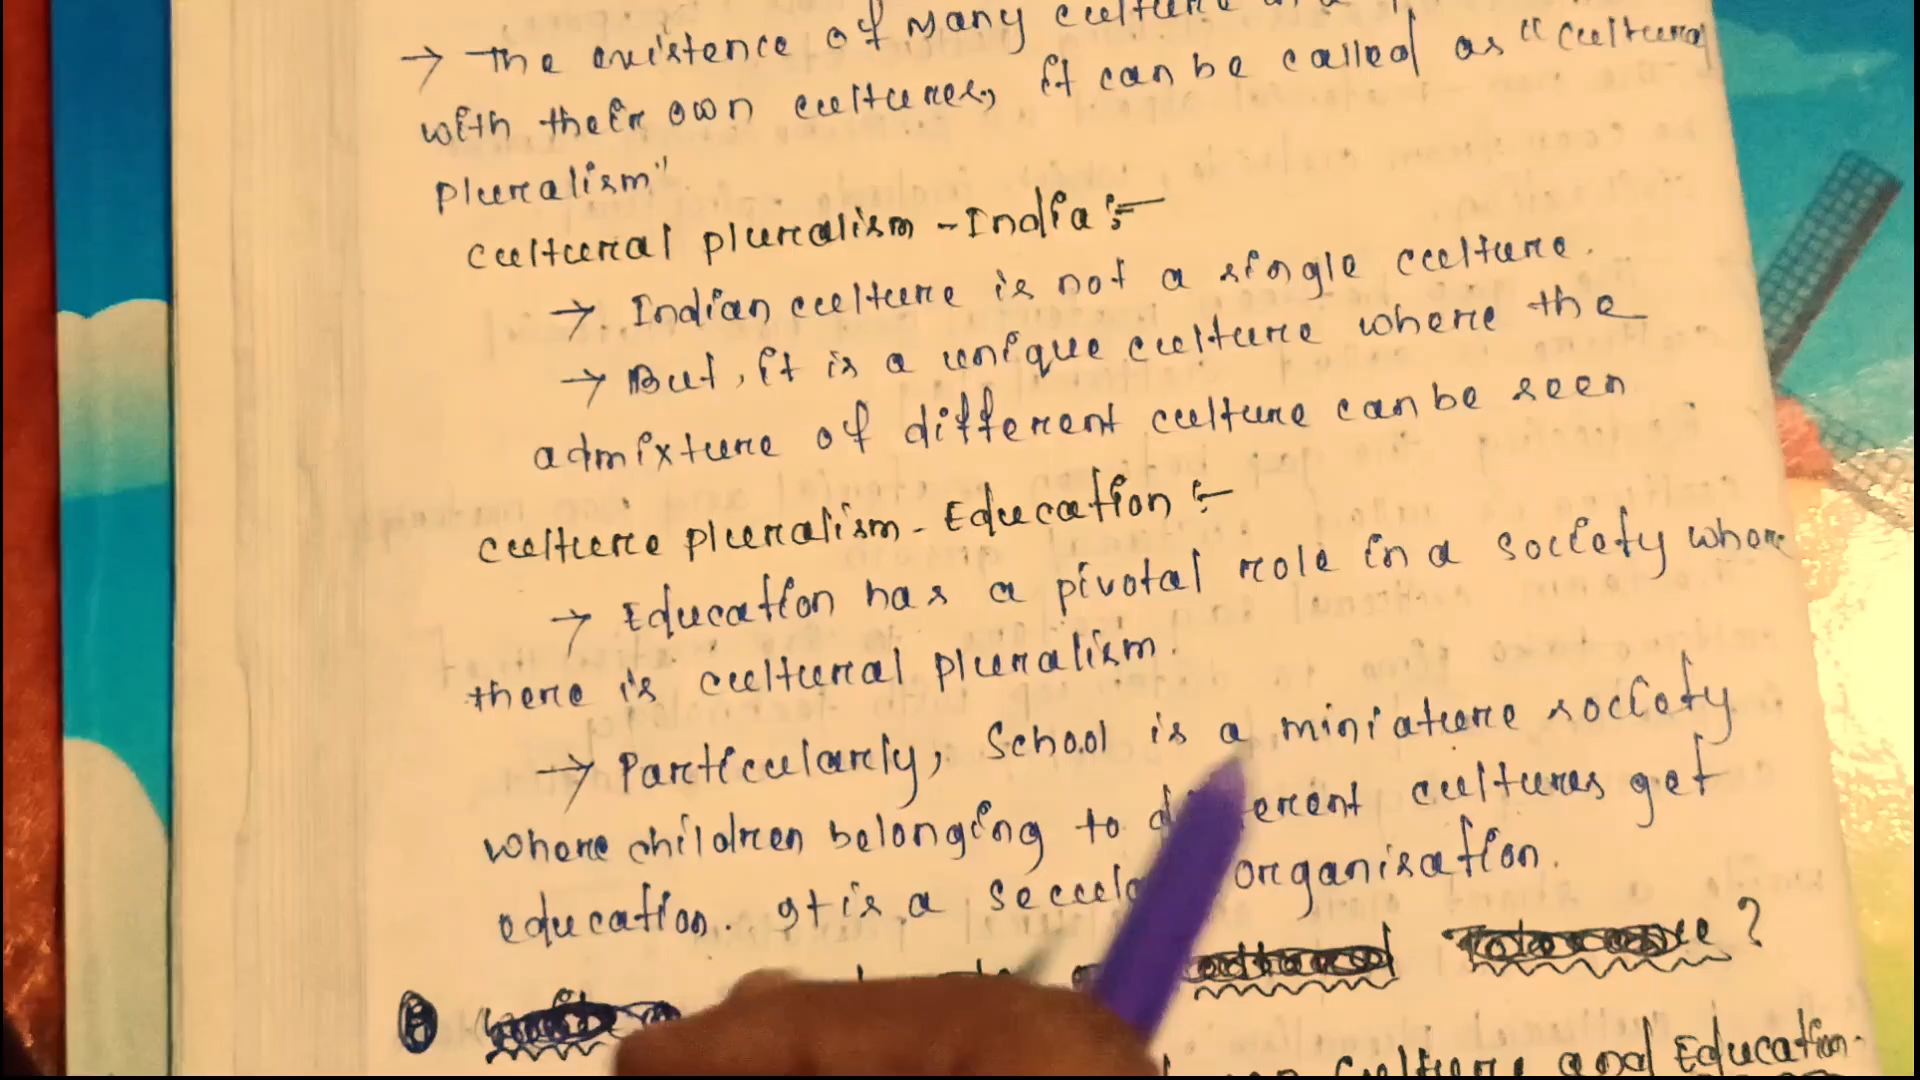 → The existence of Many culture
with their own cultures, it can be called as "cultural
pluralism"
cultural pluralism - India :-
→ Indian culture is not a single culture.
→ But, it is a unique culture where the
admixture of different culture can be seen
culture pluralism - Education :-
→ Education has a pivotal role in a society where
there is cultural pluralism.
→ Particularly, School is a miniature society
where children belonging to different cultures get
education. It is a secular organisation.
?
culture and Education.